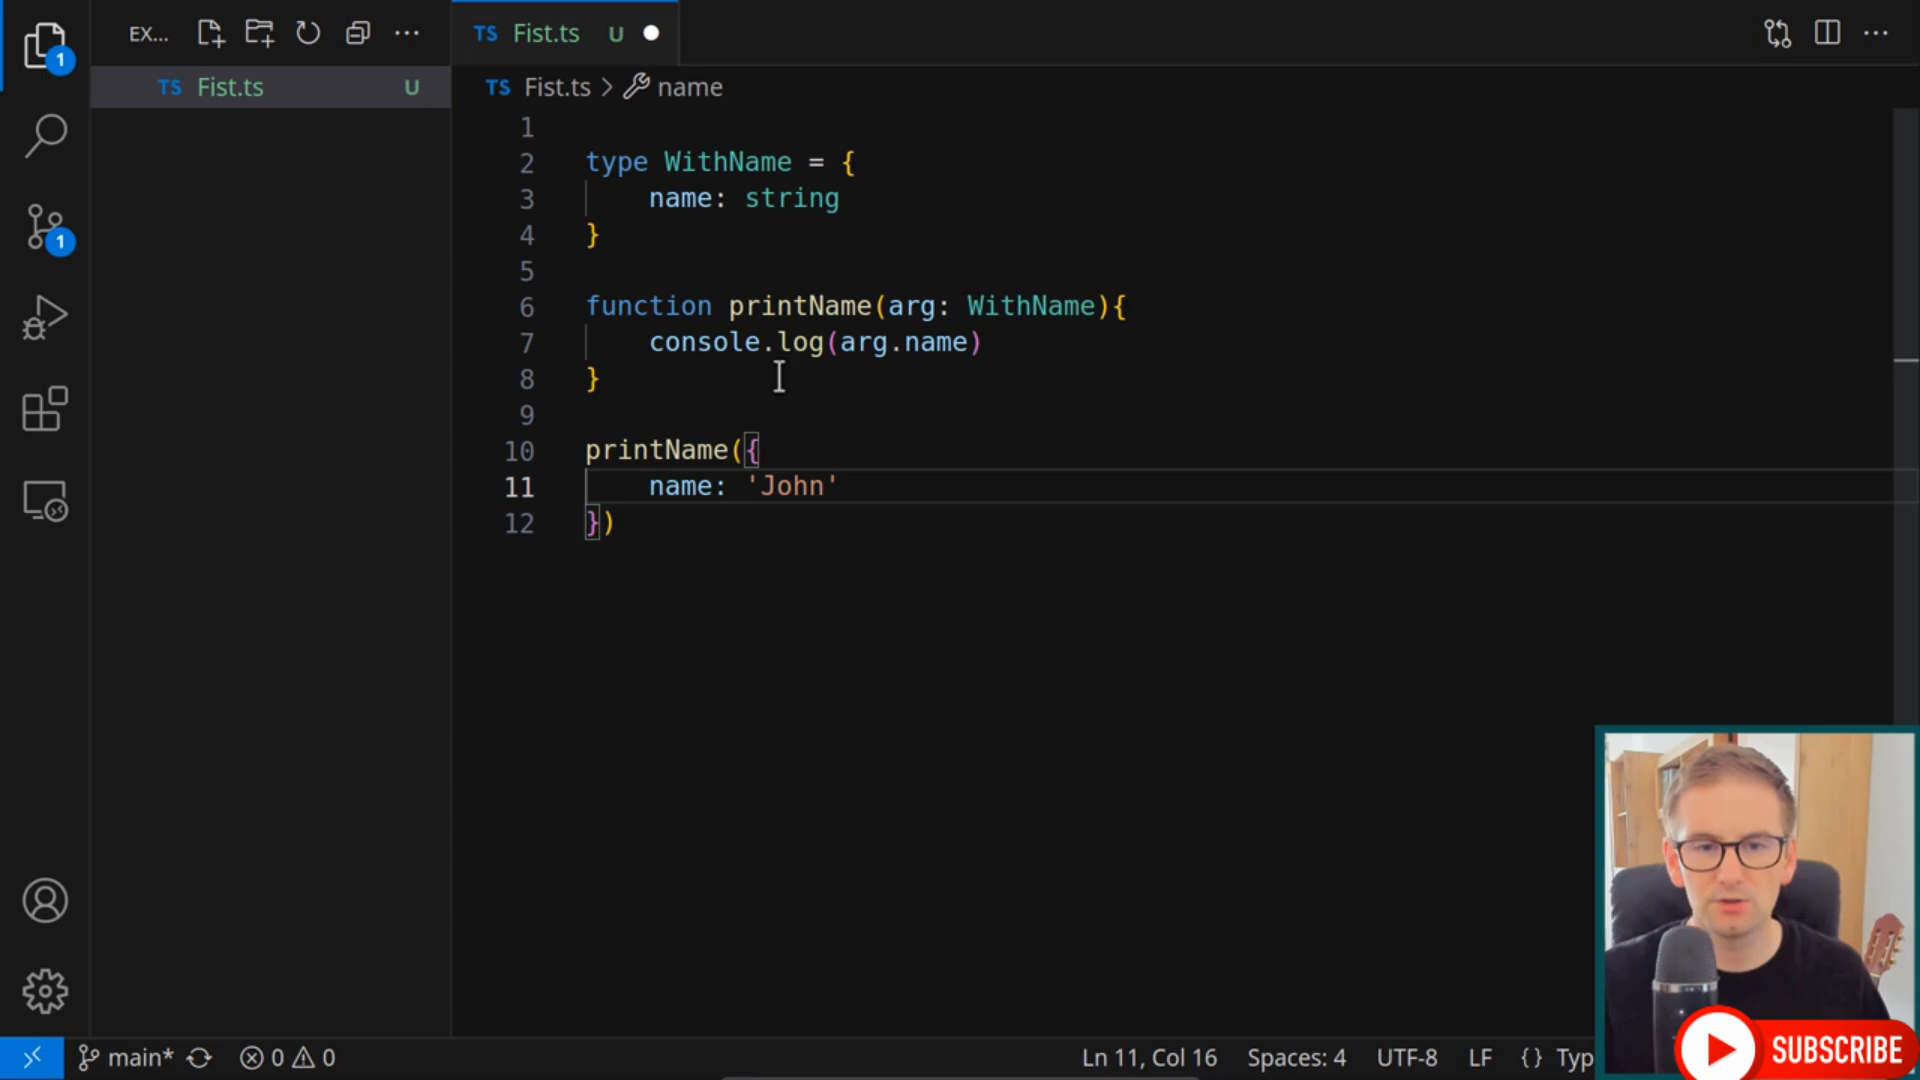 EX...
TS Fist.ts U
TS Fist.ts U
TS Fist.ts > name
1
1
1
2 type WithName = {
3 name: string
4 }
5
6 function printName(arg: WithName){
7 console.log(arg.name)
8 }
9
10 printName({
11 name: 'John'
12 })
main* 0 0
Ln 11, Col 16 Spaces: 4 UTF-8 LF {} Typ
SUBSCRIBE